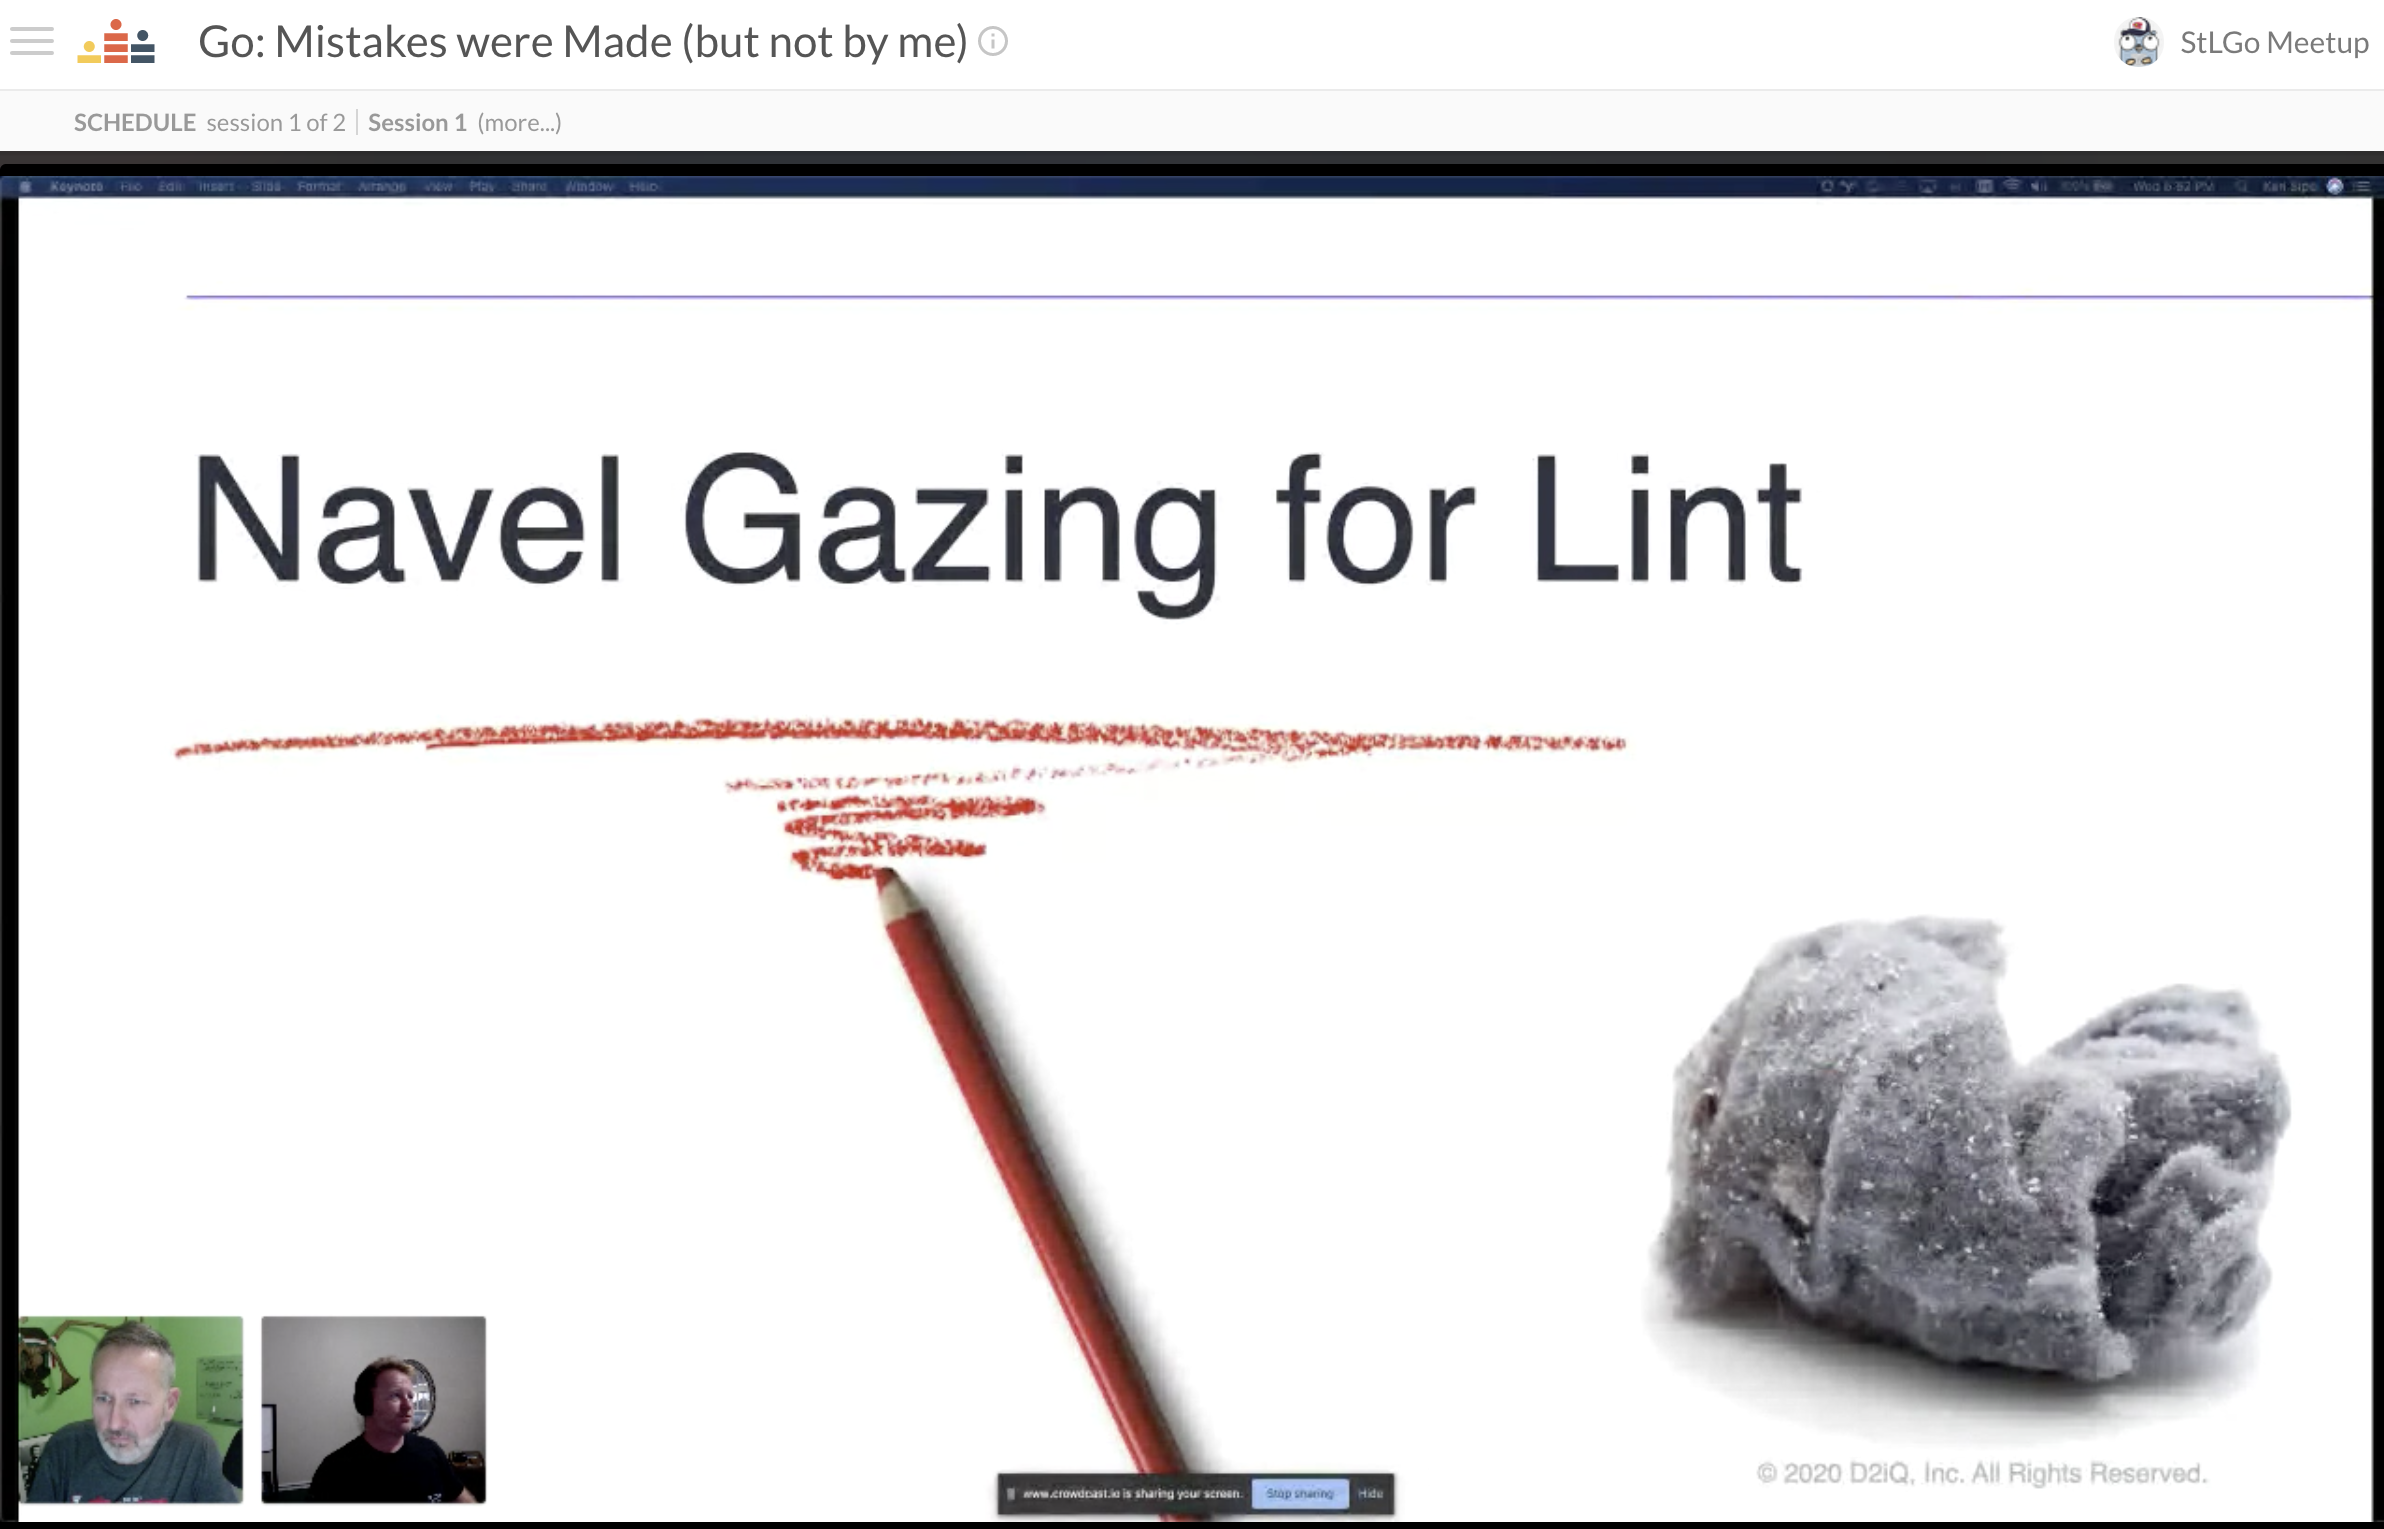 Go: Mistakes were Made (but not by me)
StLGo Meetup
SCHEDULE session 1 of 2 Session 1 (more...)
Keynote File Edit Insert Slide Format Arrange View Play Share Window Help
Navel Gazing for Lint
© 2020 D2iQ, Inc. All Rights Reserved.
www.crowdcast.io is sharing your screen. Stop sharing Hide